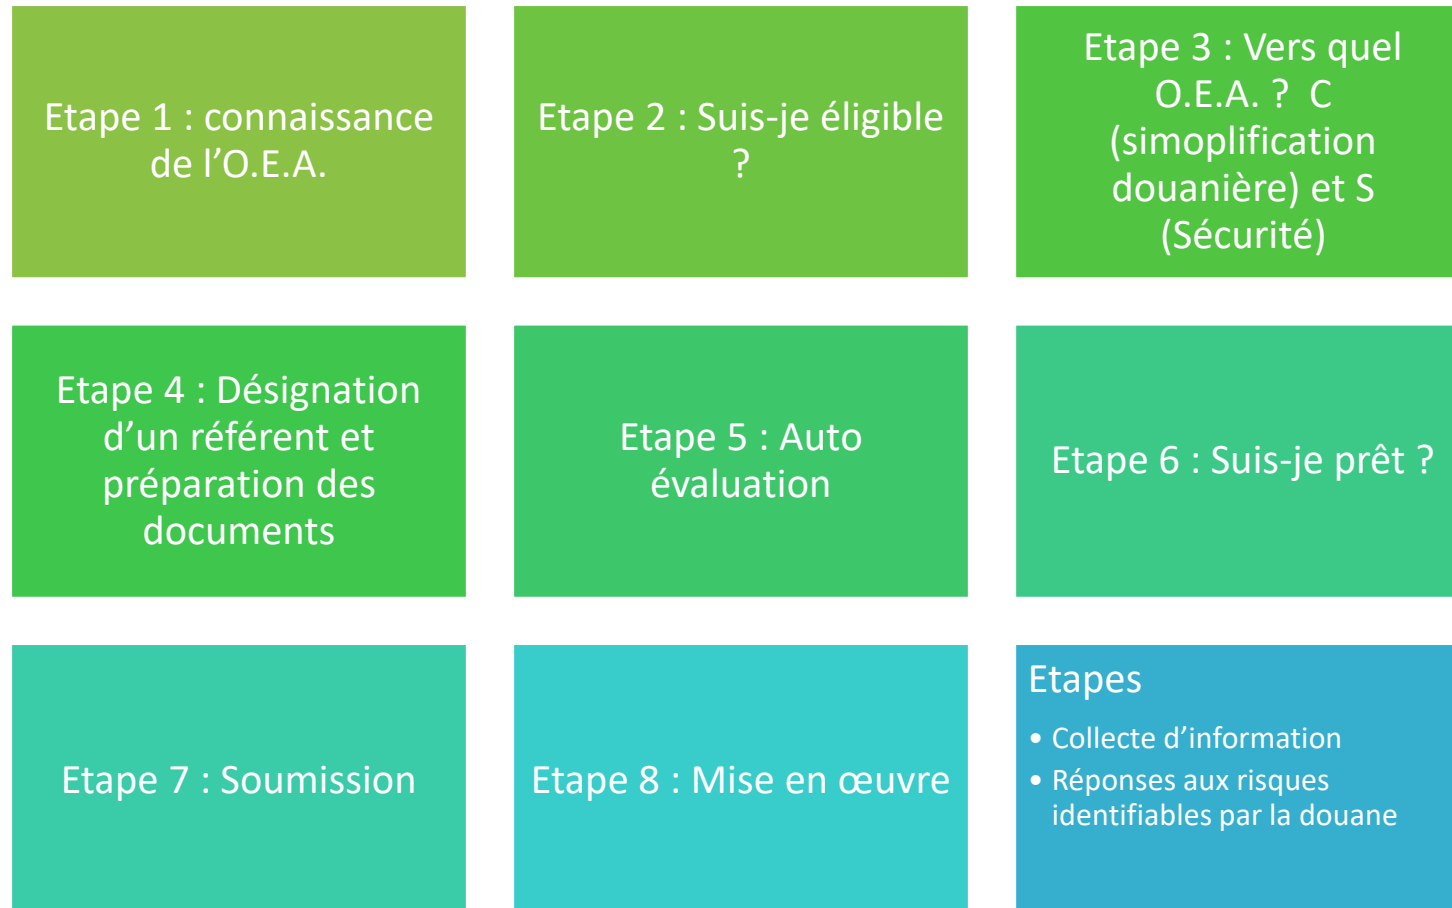 Etape 1 : connaissance
de l’O.E.A.
Etape 2 : Suis-je éligible
?
Etape 3 : Vers quel
O.E.A. ?  C
(simoplification
douanière) et S
(Sécurité)
Etape 4 : Désignation
d’un référent et
préparation des
documents
Etape 5 : Auto
évaluation
Etape 6 : Suis-je prêt ?
Etape 7 : Soumission
Etape 8 : Mise en œuvre
Etapes
• Collecte d’information
• Réponses aux risques
identifiables par la douane